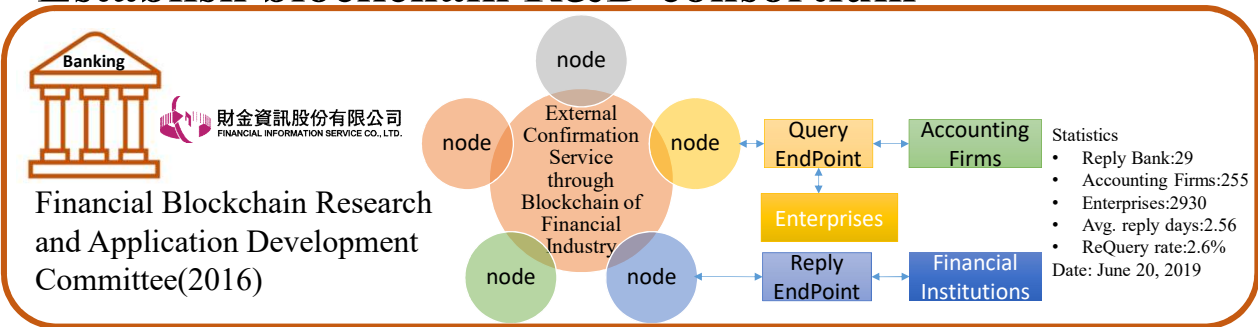 Establish blockchain R&D consortium
Banking
財金資訊股份有限公司
FINANCIAL INFORMATION SERVICE CO., LTD.
Financial Blockchain Research
and Application Development
Committee(2016)
node
node
node
node
node
External
Confirmation
Service
through
Blockchain of
Financial
Industry
Query
EndPoint
Accounting
Firms
Enterprises
Reply
EndPoint
Financial
Institutions
Statistics
• Reply Bank:29
• Accounting Firms:255
• Enterprises:2930
• Avg. reply days:2.56
• ReQuery rate:2.6%
Date: June 20, 2019